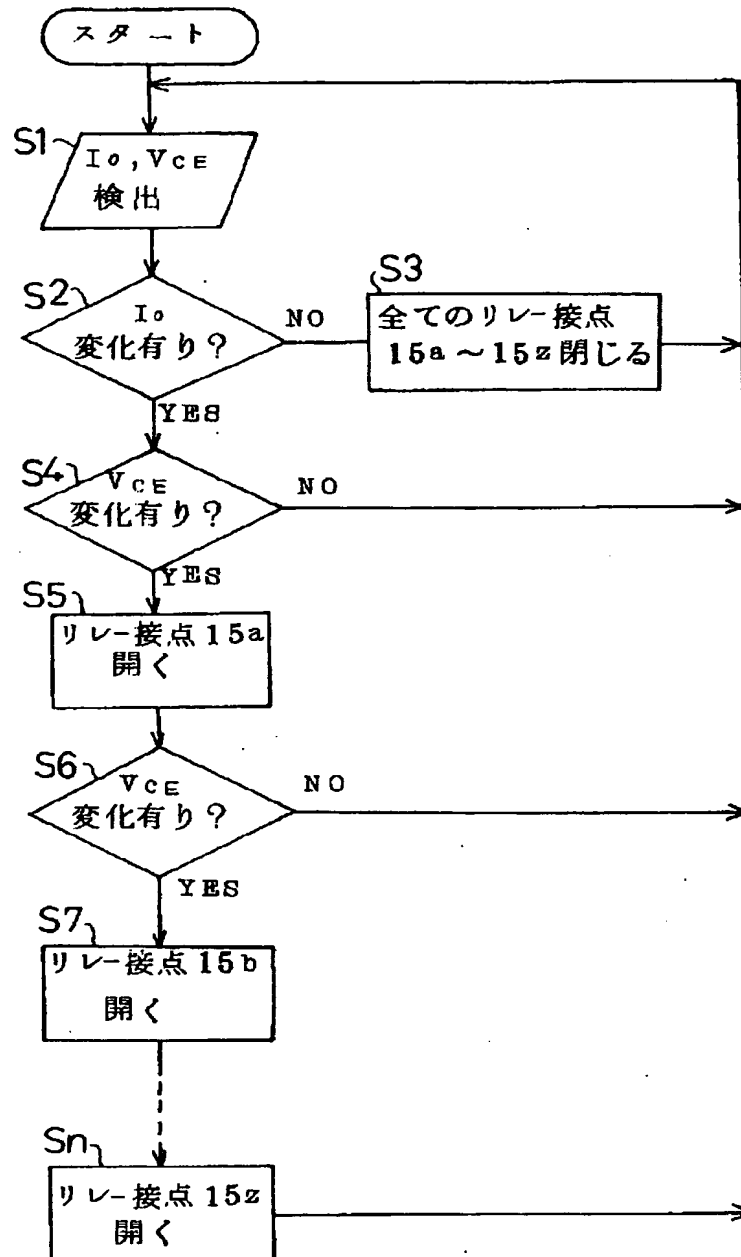 スタート
S1
Io,VCE
検出
S2
Io
変化有り?
NO
S3
全てのリレー接点
15a〜15z閉じる
YES
S4
VCE
変化有り?
NO
YES
S5
リレー接点15a
開く
S6
VCE
変化有り?
NO
YES
S7
リレー接点15b
開く
Sn
リレー接点15z
開く